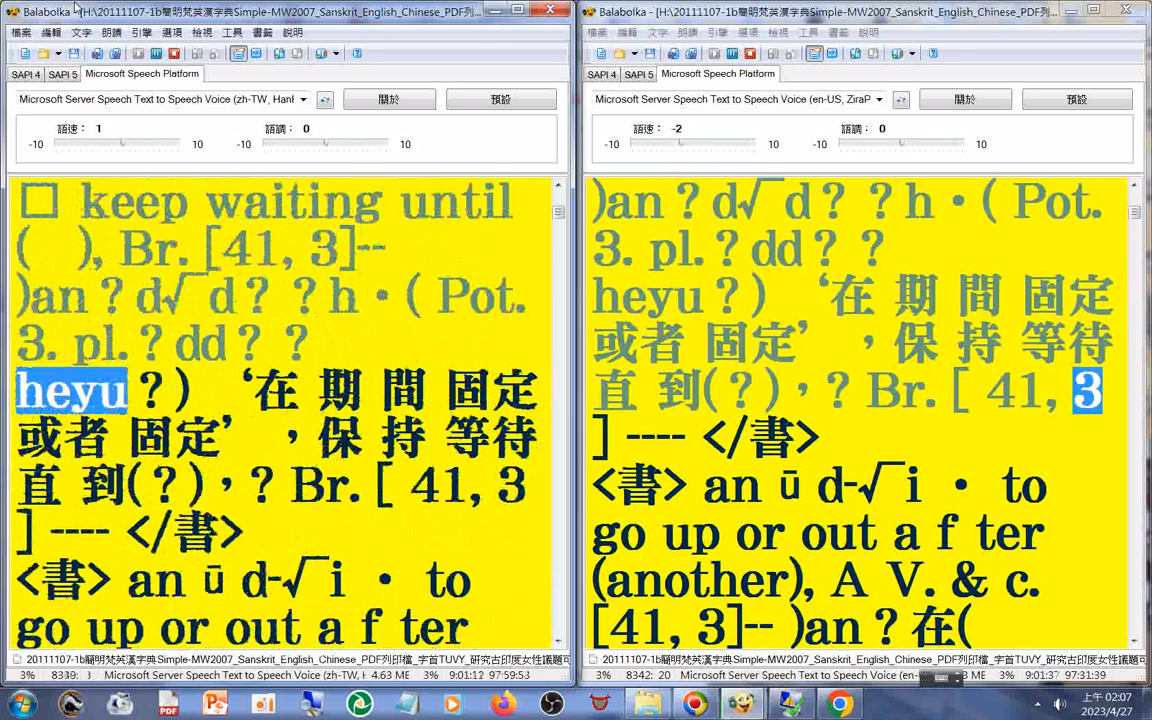 Balabolka - [H:\20111107-1b簡明梵英漢字典Simple-MW2007_Sanskrit_English_Chinese_PDF列...
檔案 編輯 文字 朗讀 引擎 選項 檢視 工具 書籤 說明
SAPI 4 SAPI 5 Microsoft Speech Platform
Microsoft Server Speech Text to Speech Voice (zh-TW, Hanl 關於 預設
語速： 1 語調： 0
-10 10 -10 10
□ keep waiting until
( ), Br. [41, 3]--
)an？d√ d？？h•( Pot.
3. pl.？dd？？
heyu？) ‘在 期 間 固定
或者 固定’ ，保 持 等待
直 到(？)，？Br. [ 41, 3
] ---- </書>
<書> an ū d-√i • to
go up or out a f ter
20111107-1b簡明梵英漢字典Simple-MW2007_Sanskrit_English_Chinese_PDF列印檔_字首TUVY_研究古印度女性議題可
3% Microsoft Server Speech Text to Speech Voice (zh-TW, 4.63 ME 3% 9:01:12 97:59:53
Balabolka - [H:\20111107-1b簡明梵英漢字典Simple-MW2007_Sanskrit_English_Chinese_PDF列印...
檔案 編輯 文字 朗讀 引擎 選項 檢視 工具 書籤 說明
SAPI 4 SAPI 5 Microsoft Speech Platform
Microsoft Server Speech Text to Speech Voice (en-US, ZiraP 關於 預設
語速： -2 語調： 0
-10 10 -10 10
)an？d√ d？？h•( Pot.
3. pl.？dd？？
heyu？) ‘在 期 間 固定
或者 固定’ ，保 持 等待
直 到(？)，？Br. [ 41, 3
] ---- </書>
<書> an ū d-√i • to
go up or out a f ter
(another), A V. & c.
[41, 3]-- )an？在(
20111107-1b簡明梵英漢字典Simple-MW2007_Sanskrit_English_Chinese_PDF列印檔_字首TUVY_研究古印度女性議題可
3% 8342: 20 Microsoft Server Speech Text to Speech Voice (en-US, 4.63 MB 3% 9:01:37 97:31:39
上午 02:07
2023/4/27